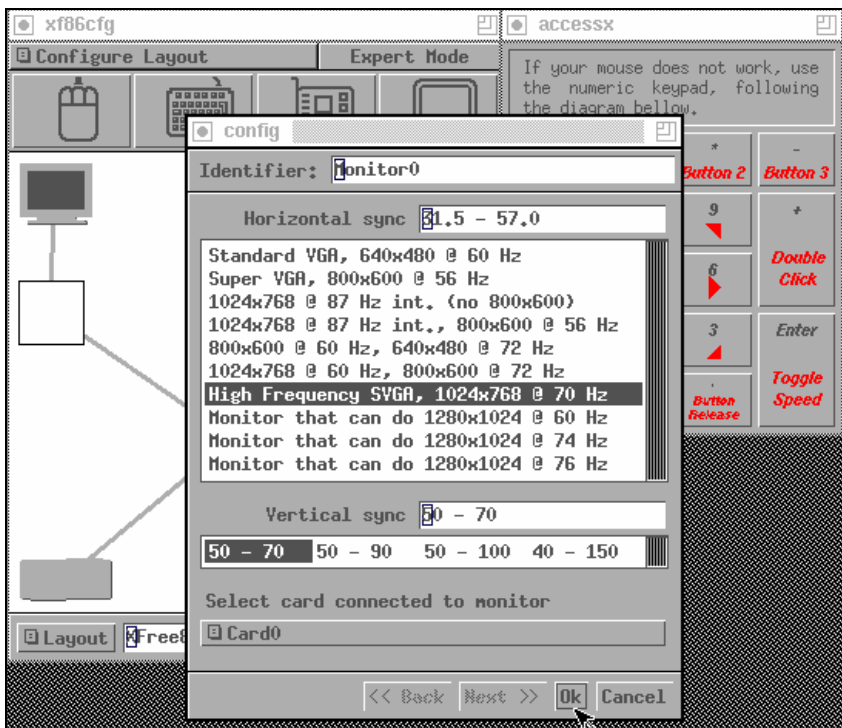 xf86cfg
accessx
Configure Layout
Expert Mode
If your mouse does not work, use
the numeric keypad, following
the diagram bellow.
config
Identifier: Monitor0
Horizontal sync 31.5 - 57.0
Standard VGA, 640x480 @ 60 Hz
Super VGA, 800x600 @ 56 Hz
1024x768 @ 87 Hz int. (no 800x600)
1024x768 @ 87 Hz int., 800x600 @ 56 Hz
800x600 @ 60 Hz, 640x480 @ 72 Hz
1024x768 @ 60 Hz, 800x600 @ 72 Hz
High Frequency SVGA, 1024x768 @ 70 Hz
Monitor that can do 1280x1024 @ 60 Hz
Monitor that can do 1280x1024 @ 74 Hz
Monitor that can do 1280x1024 @ 76 Hz
Vertical sync 50 - 70
50 - 70 50 - 90 50 - 100 40 - 150
Select card connected to monitor
Card0
<< Back Next >> Ok Cancel
Layout XFree8
*
Button 2
-
Button 3
9
+
Double
Click
6
3
Enter
Toggle
Speed
.
Button
Release